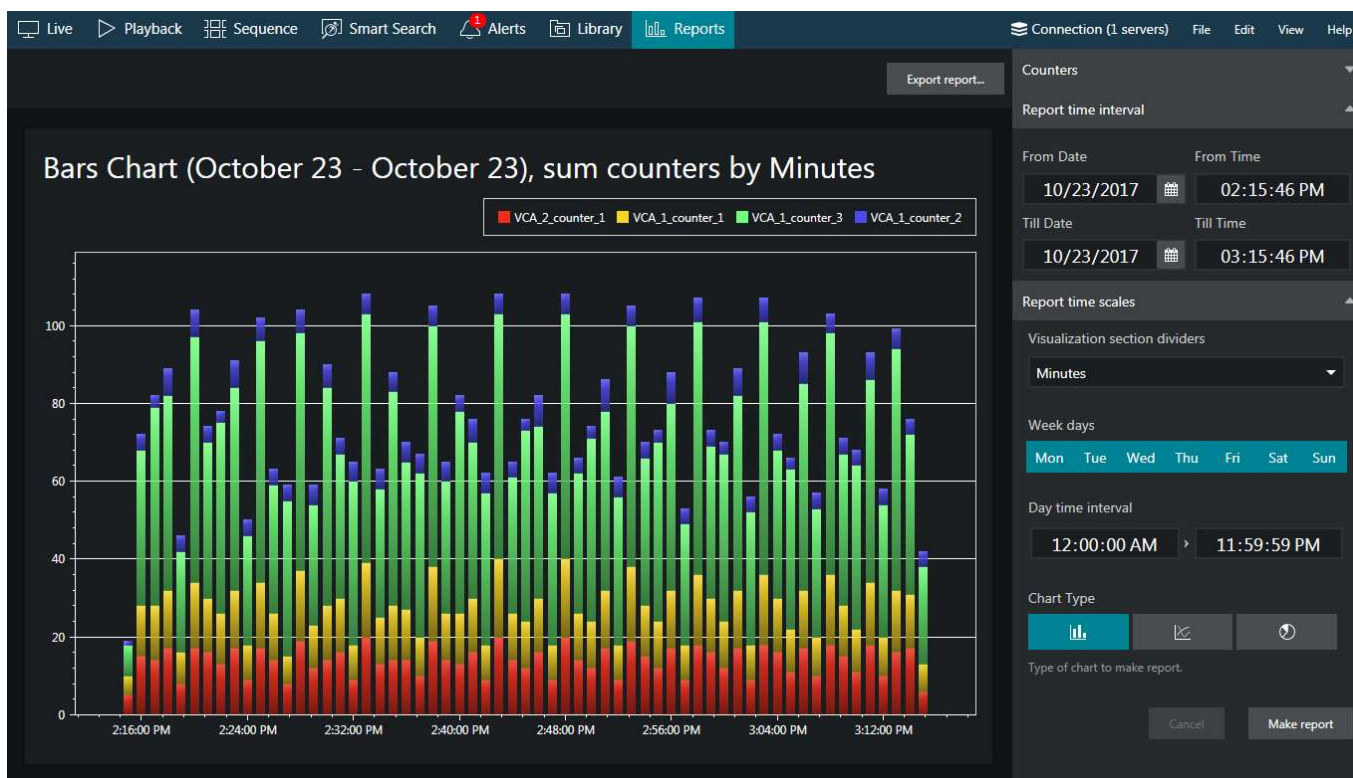 Live Playback Sequence Smart Search 1 Alerts Library Reports Connection (1 servers) File Edit View Help
Export report...
Bars Chart (October 23 - October 23), sum counters by Minutes
VCA_2_counter_1 VCA_1_counter_1 VCA_1_counter_3 VCA_1_counter_2
100
80
60
40
20
0
2:16:00 PM 2:24:00 PM 2:32:00 PM 2:40:00 PM 2:48:00 PM 2:56:00 PM 3:04:00 PM 3:12:00 PM
Counters
Report time interval
From Date From Time
10/23/2017 02:15:46 PM
Till Date Till Time
10/23/2017 03:15:46 PM
Report time scales
Visualization section dividers
Minutes
Week days
Mon Tue Wed Thu Fri Sat Sun
Day time interval
12:00:00 AM › 11:59:59 PM
Chart Type
Type of chart to make report.
Cancel Make report